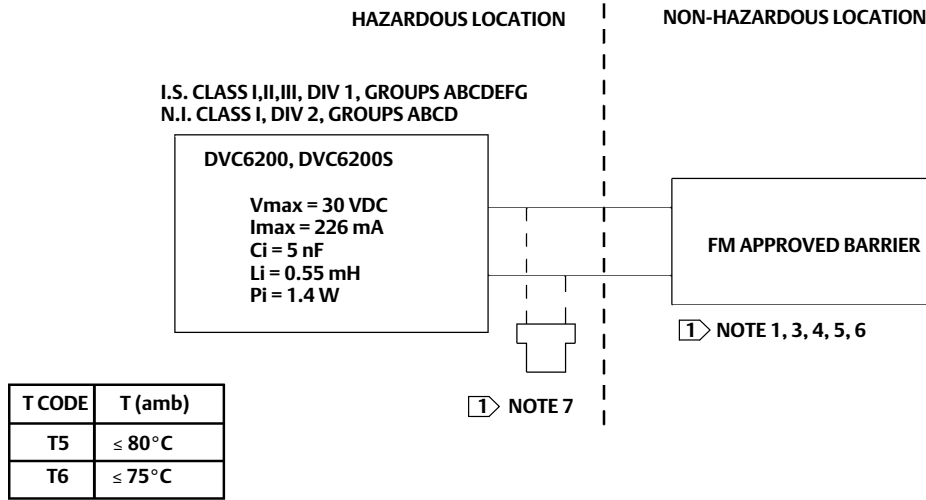 HAZARDOUS LOCATION
NON-HAZARDOUS LOCATION
I.S. CLASS I,II,III, DIV 1, GROUPS ABCDEFG
N.I. CLASS I, DIV 2, GROUPS ABCD
DVC6200, DVC6200S
Vmax = 30 VDC
Imax = 226 mA
Ci = 5 nF
Li = 0.55 mH
Pi = 1.4 W
FM APPROVED BARRIER
1 NOTE 1, 3, 4, 5, 6
1 NOTE 7
T CODE T (amb)
T5 ≤ 80°C
T6 ≤ 75°C